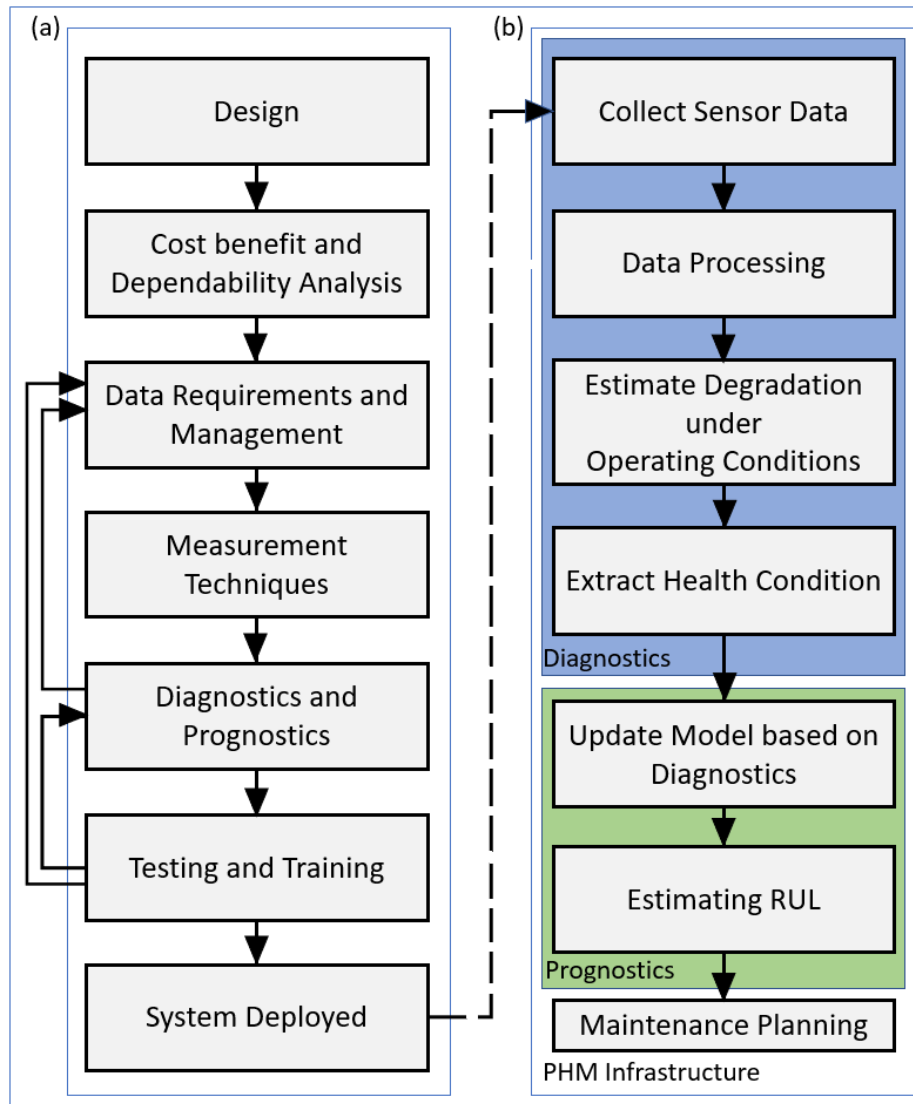 (a)
Design
Cost benefit and
Dependability Analysis
Data Requirements and
Management
Measurement
Techniques
Diagnostics and
Prognostics
Testing and Training
System Deployed
(b)
Collect Sensor Data
Data Processing
Estimate Degradation
under
Operating Conditions
Extract Health Condition
Diagnostics
Update Model based on
Diagnostics
Estimating RUL
Prognostics
Maintenance Planning
PHM Infrastructure